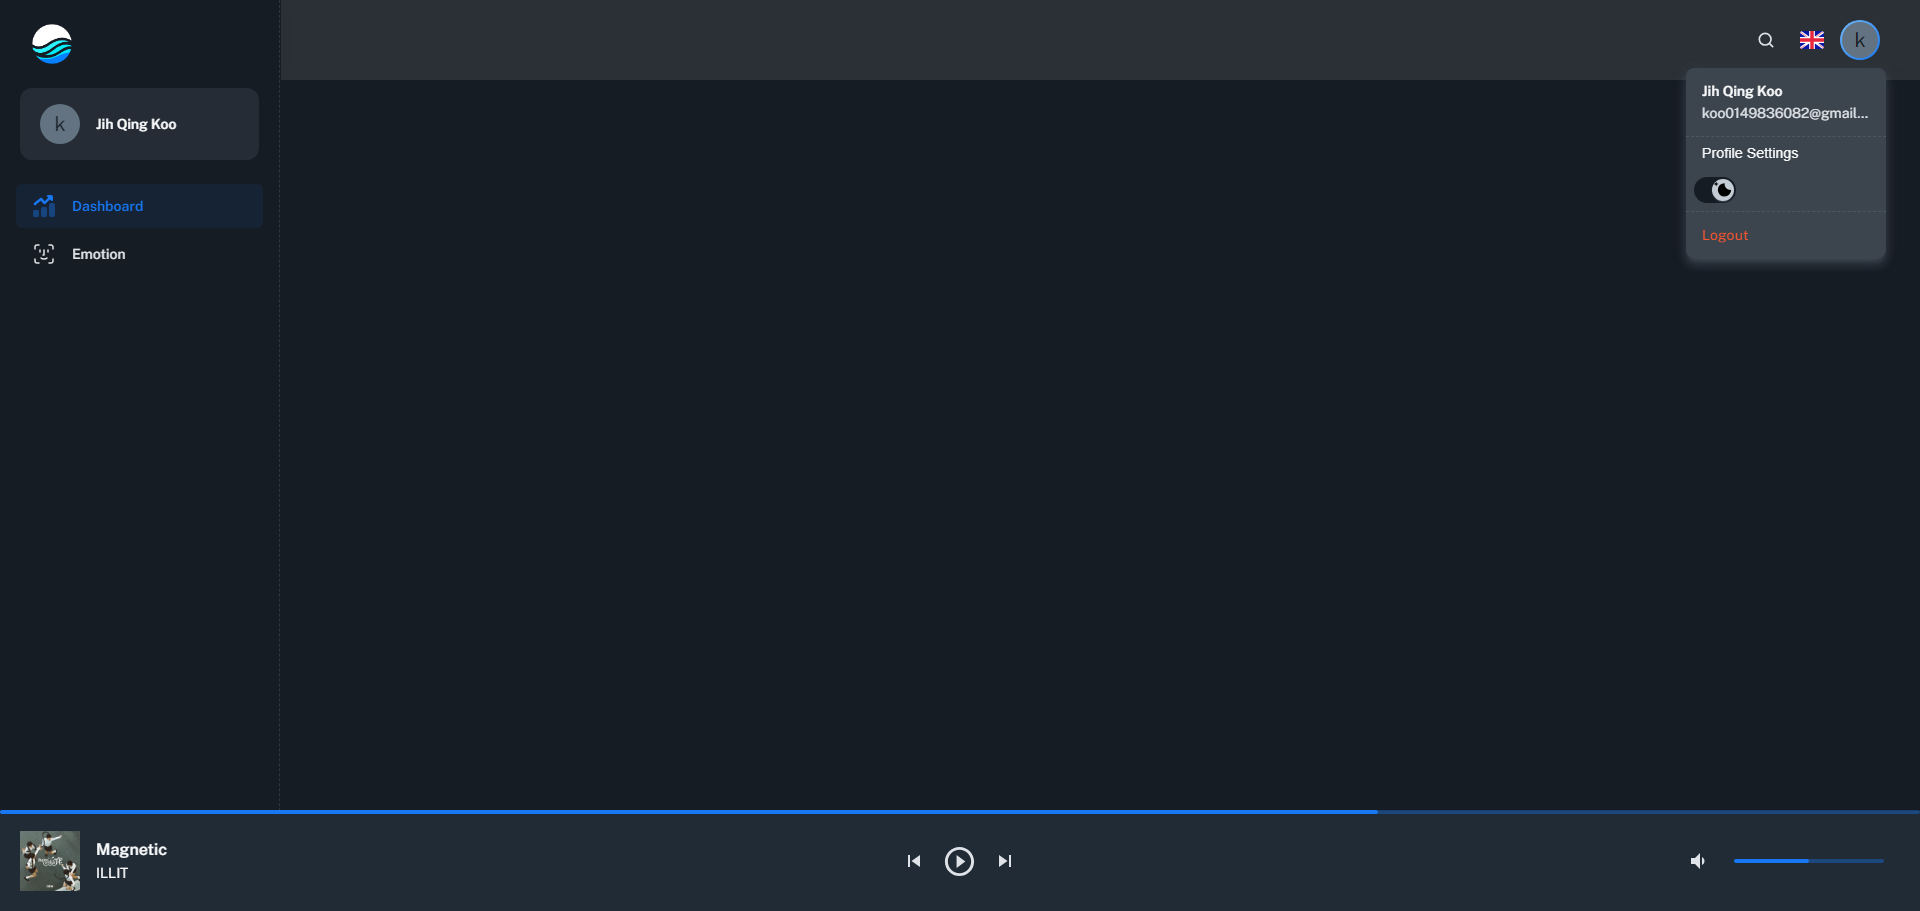 k
Jih Qing Koo
koo0149836082@gmail...
Profile Settings
Logout
k
Jih Qing Koo
Dashboard
Emotion
Magnetic
ILLIT